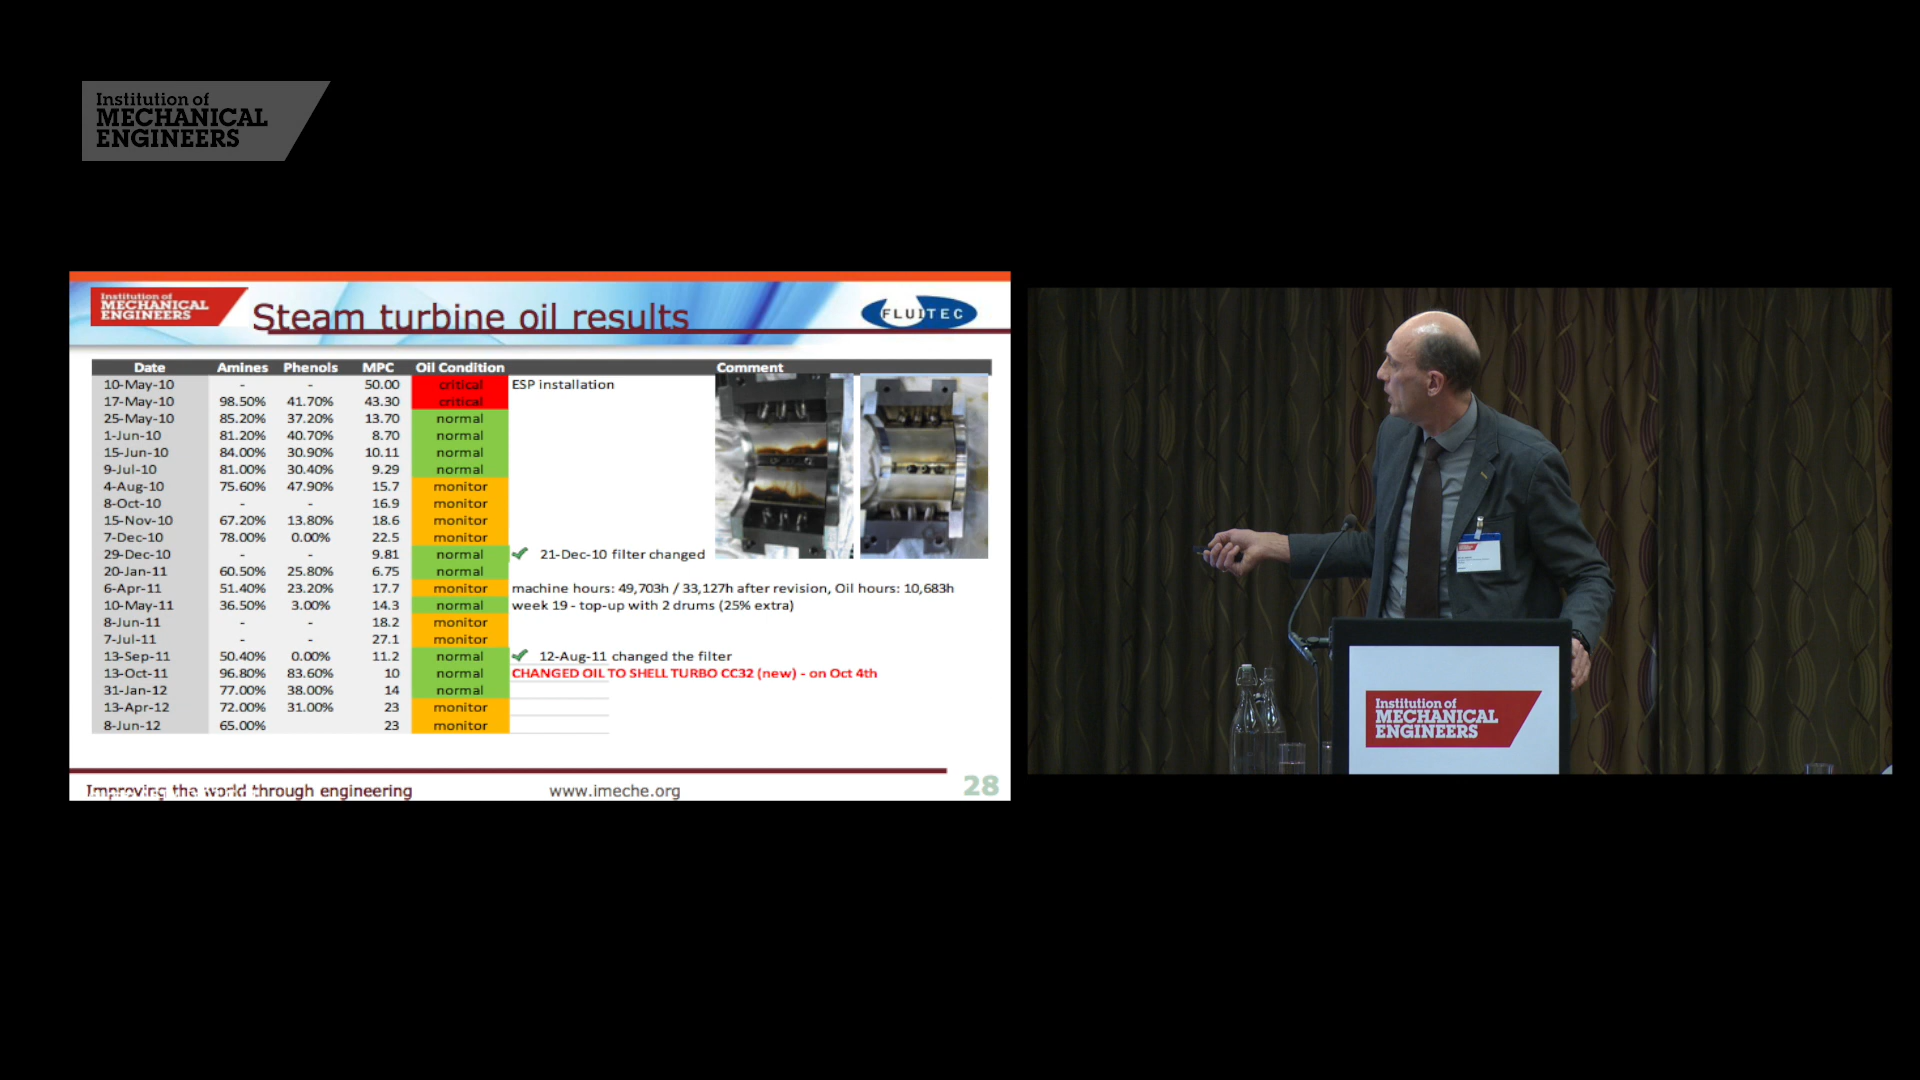 Institution of
MECHANICAL
ENGINEERS
Institution of
MECHANICAL
ENGINEERS
Steam turbine oil results
FLUITEC
Date Amines Phenols MPC Oil Condition Comment
10-May-10 - - 50.00 critical ESP installation
17-May-10 98.50% 41.70% 43.30 critical
25-May-10 85.20% 37.20% 13.70 normal
1-Jun-10 81.20% 40.70% 8.70 normal
15-Jun-10 84.00% 30.90% 10.11 normal
9-Jul-10 81.00% 30.40% 9.29 normal
4-Aug-10 75.60% 47.90% 15.7 monitor
8-Oct-10 - - 16.9 monitor
15-Nov-10 67.20% 13.80% 18.6 monitor
7-Dec-10 78.00% 0.00% 22.5 monitor
29-Dec-10 - - 9.81 normal ✔ 21-Dec-10 filter changed
20-Jan-11 60.50% 25.80% 6.75 normal
6-Apr-11 51.40% 23.20% 17.7 monitor machine hours: 49,703h / 33,127h after revision, Oil hours: 10,683h
10-May-11 36.50% 3.00% 14.3 normal week 19 - top-up with 2 drums (25% extra)
8-Jun-11 - - 18.2 monitor
7-Jul-11 - - 27.1 monitor
13-Sep-11 50.40% 0.00% 11.2 normal ✔ 12-Aug-11 changed the filter
13-Oct-11 96.80% 83.60% 10 normal CHANGED OIL TO SHELL TURBO CC32 (new) - on Oct 4th
31-Jan-12 77.00% 38.00% 14 normal
13-Apr-12 72.00% 31.00% 23 monitor
8-Jun-12 65.00% 23 monitor
Improving the world through engineering www.imeche.org 28
Institution of
MECHANICAL
ENGINEERS